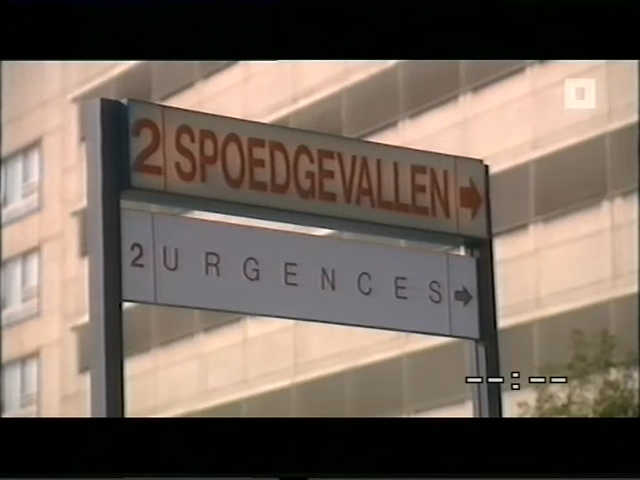 2 SPOEDGEVALLEN →
2 URGENCES →
--:--